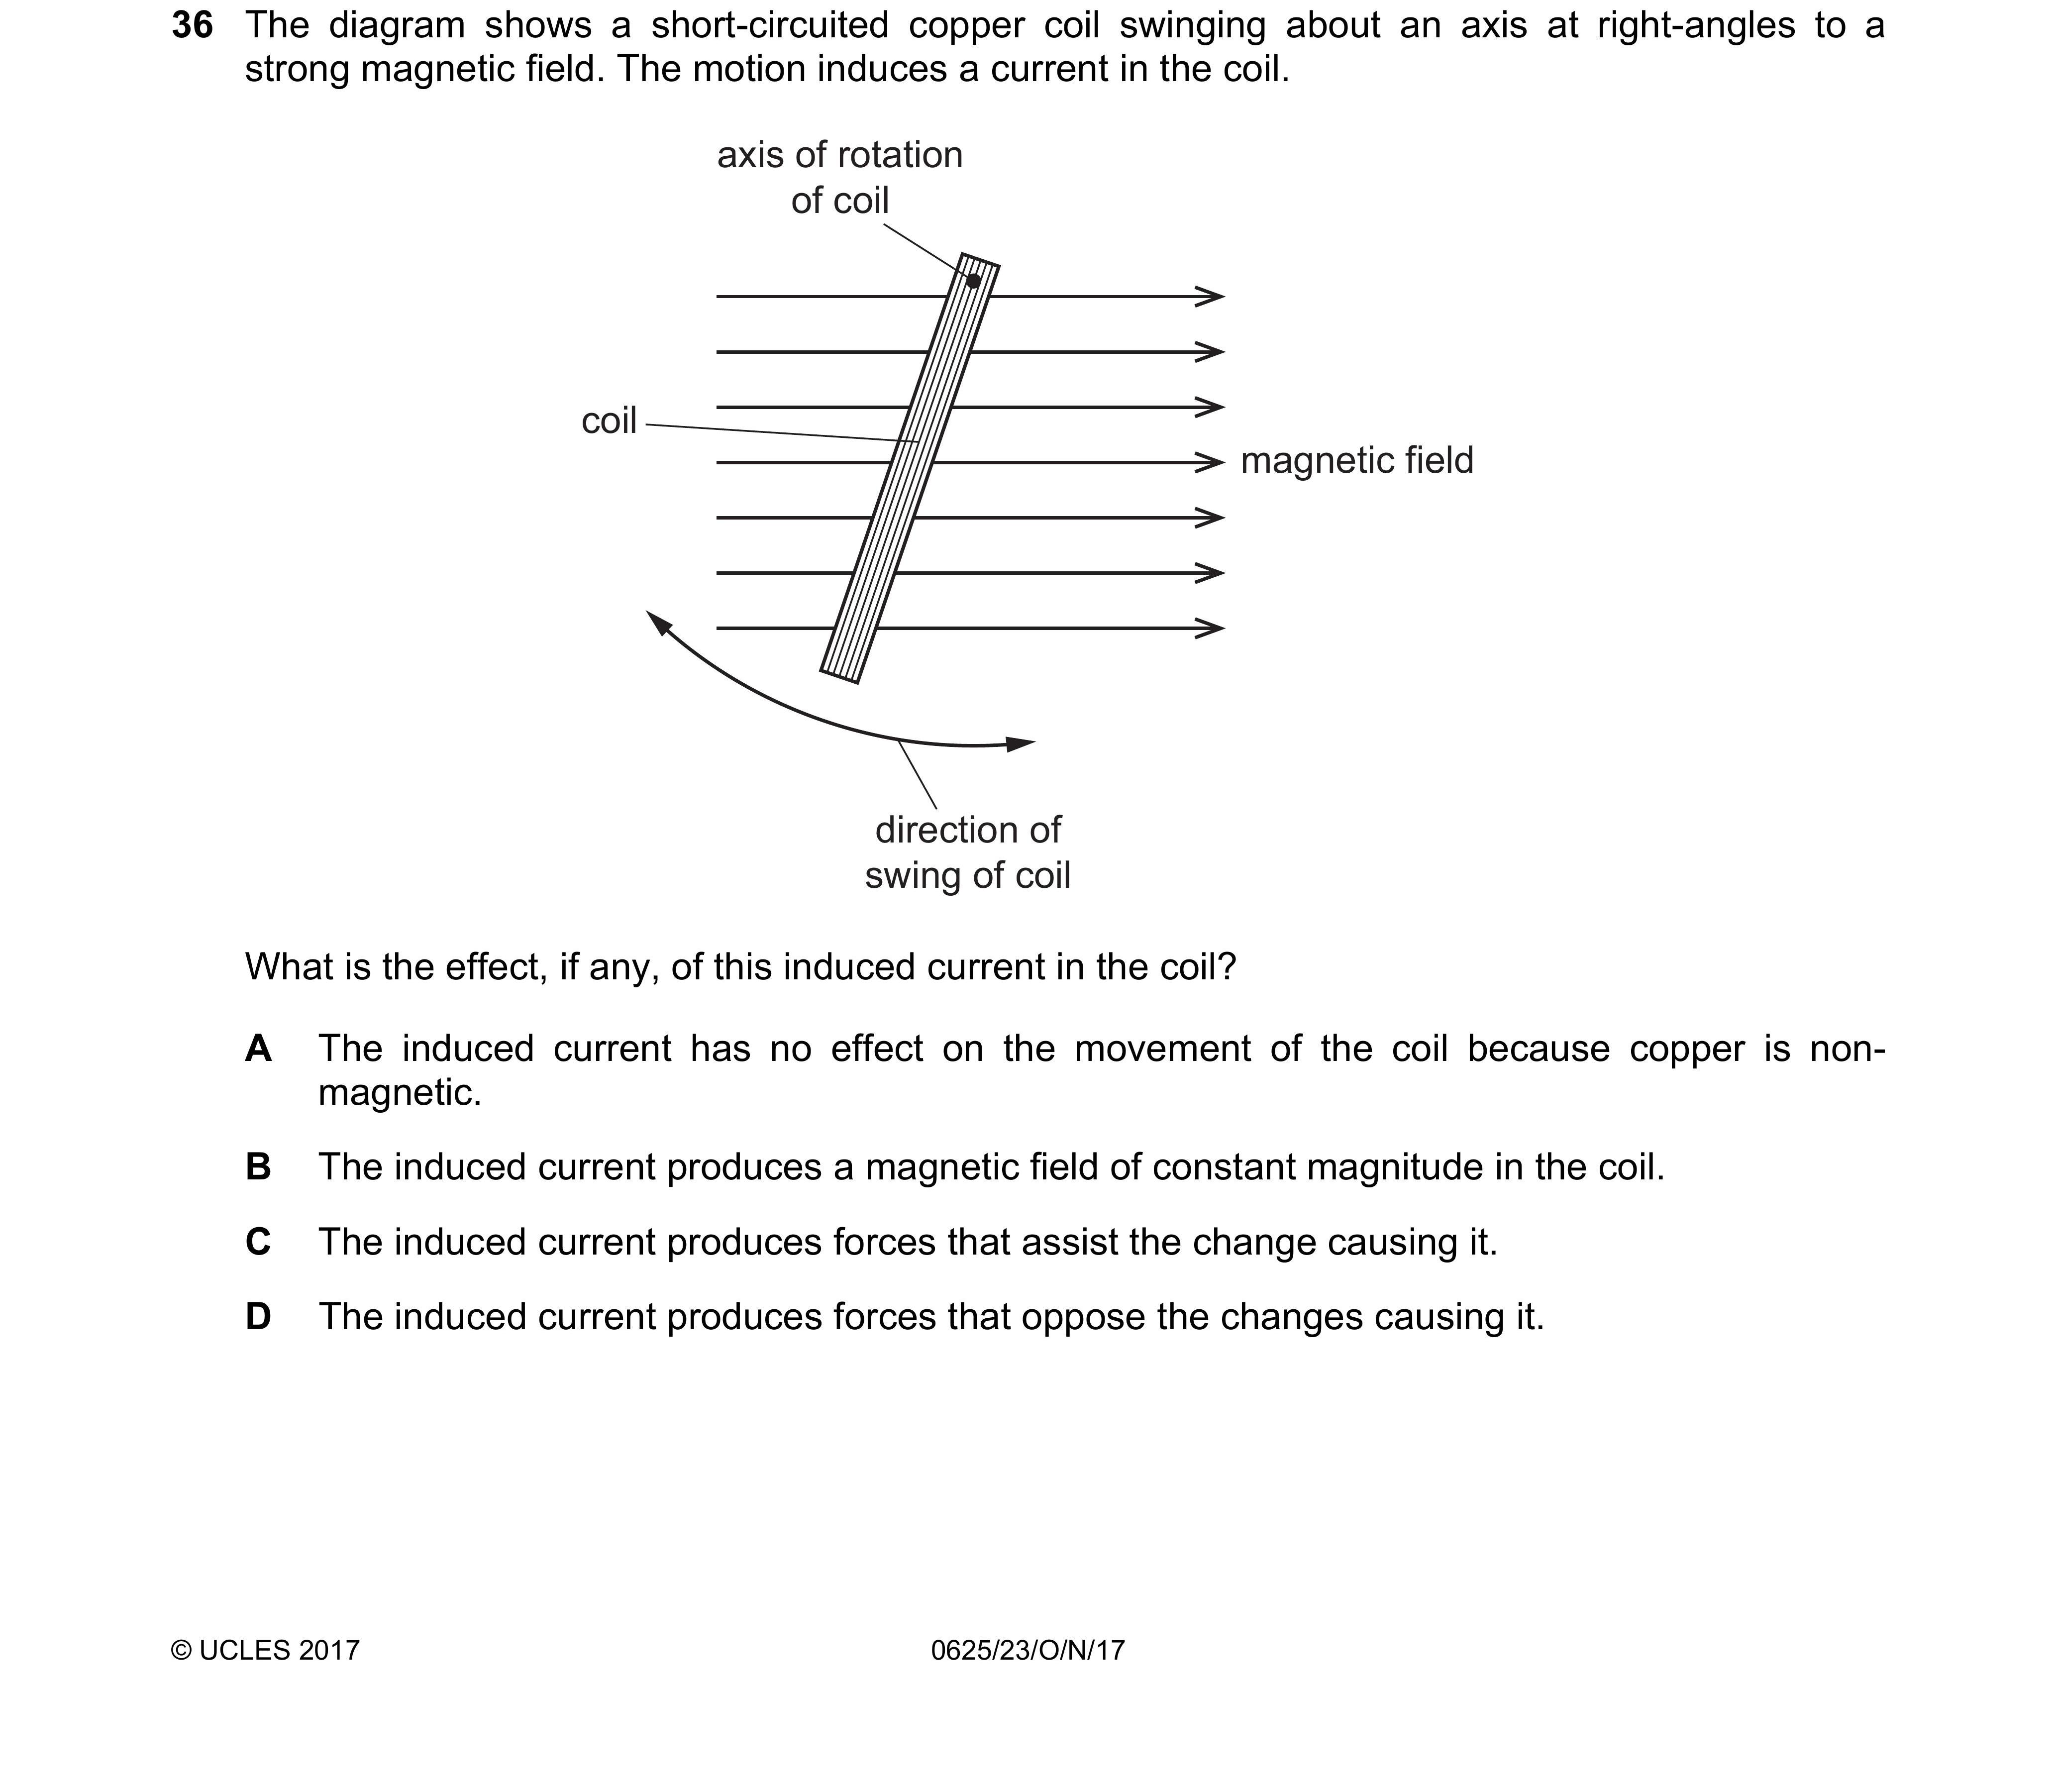 36 The diagram shows a short-circuited copper coil swinging about an axis at right-angles to a
strong magnetic field. The motion induces a current in the coil.
axis of rotation
of coil
coil
magnetic field
direction of
swing of coil
What is the effect, if any, of this induced current in the coil?
A The induced current has no effect on the movement of the coil because copper is non-
magnetic.
B The induced current produces a magnetic field of constant magnitude in the coil.
C The induced current produces forces that assist the change causing it.
D The induced current produces forces that oppose the changes causing it.
© UCLES 2017 0625/23/O/N/17